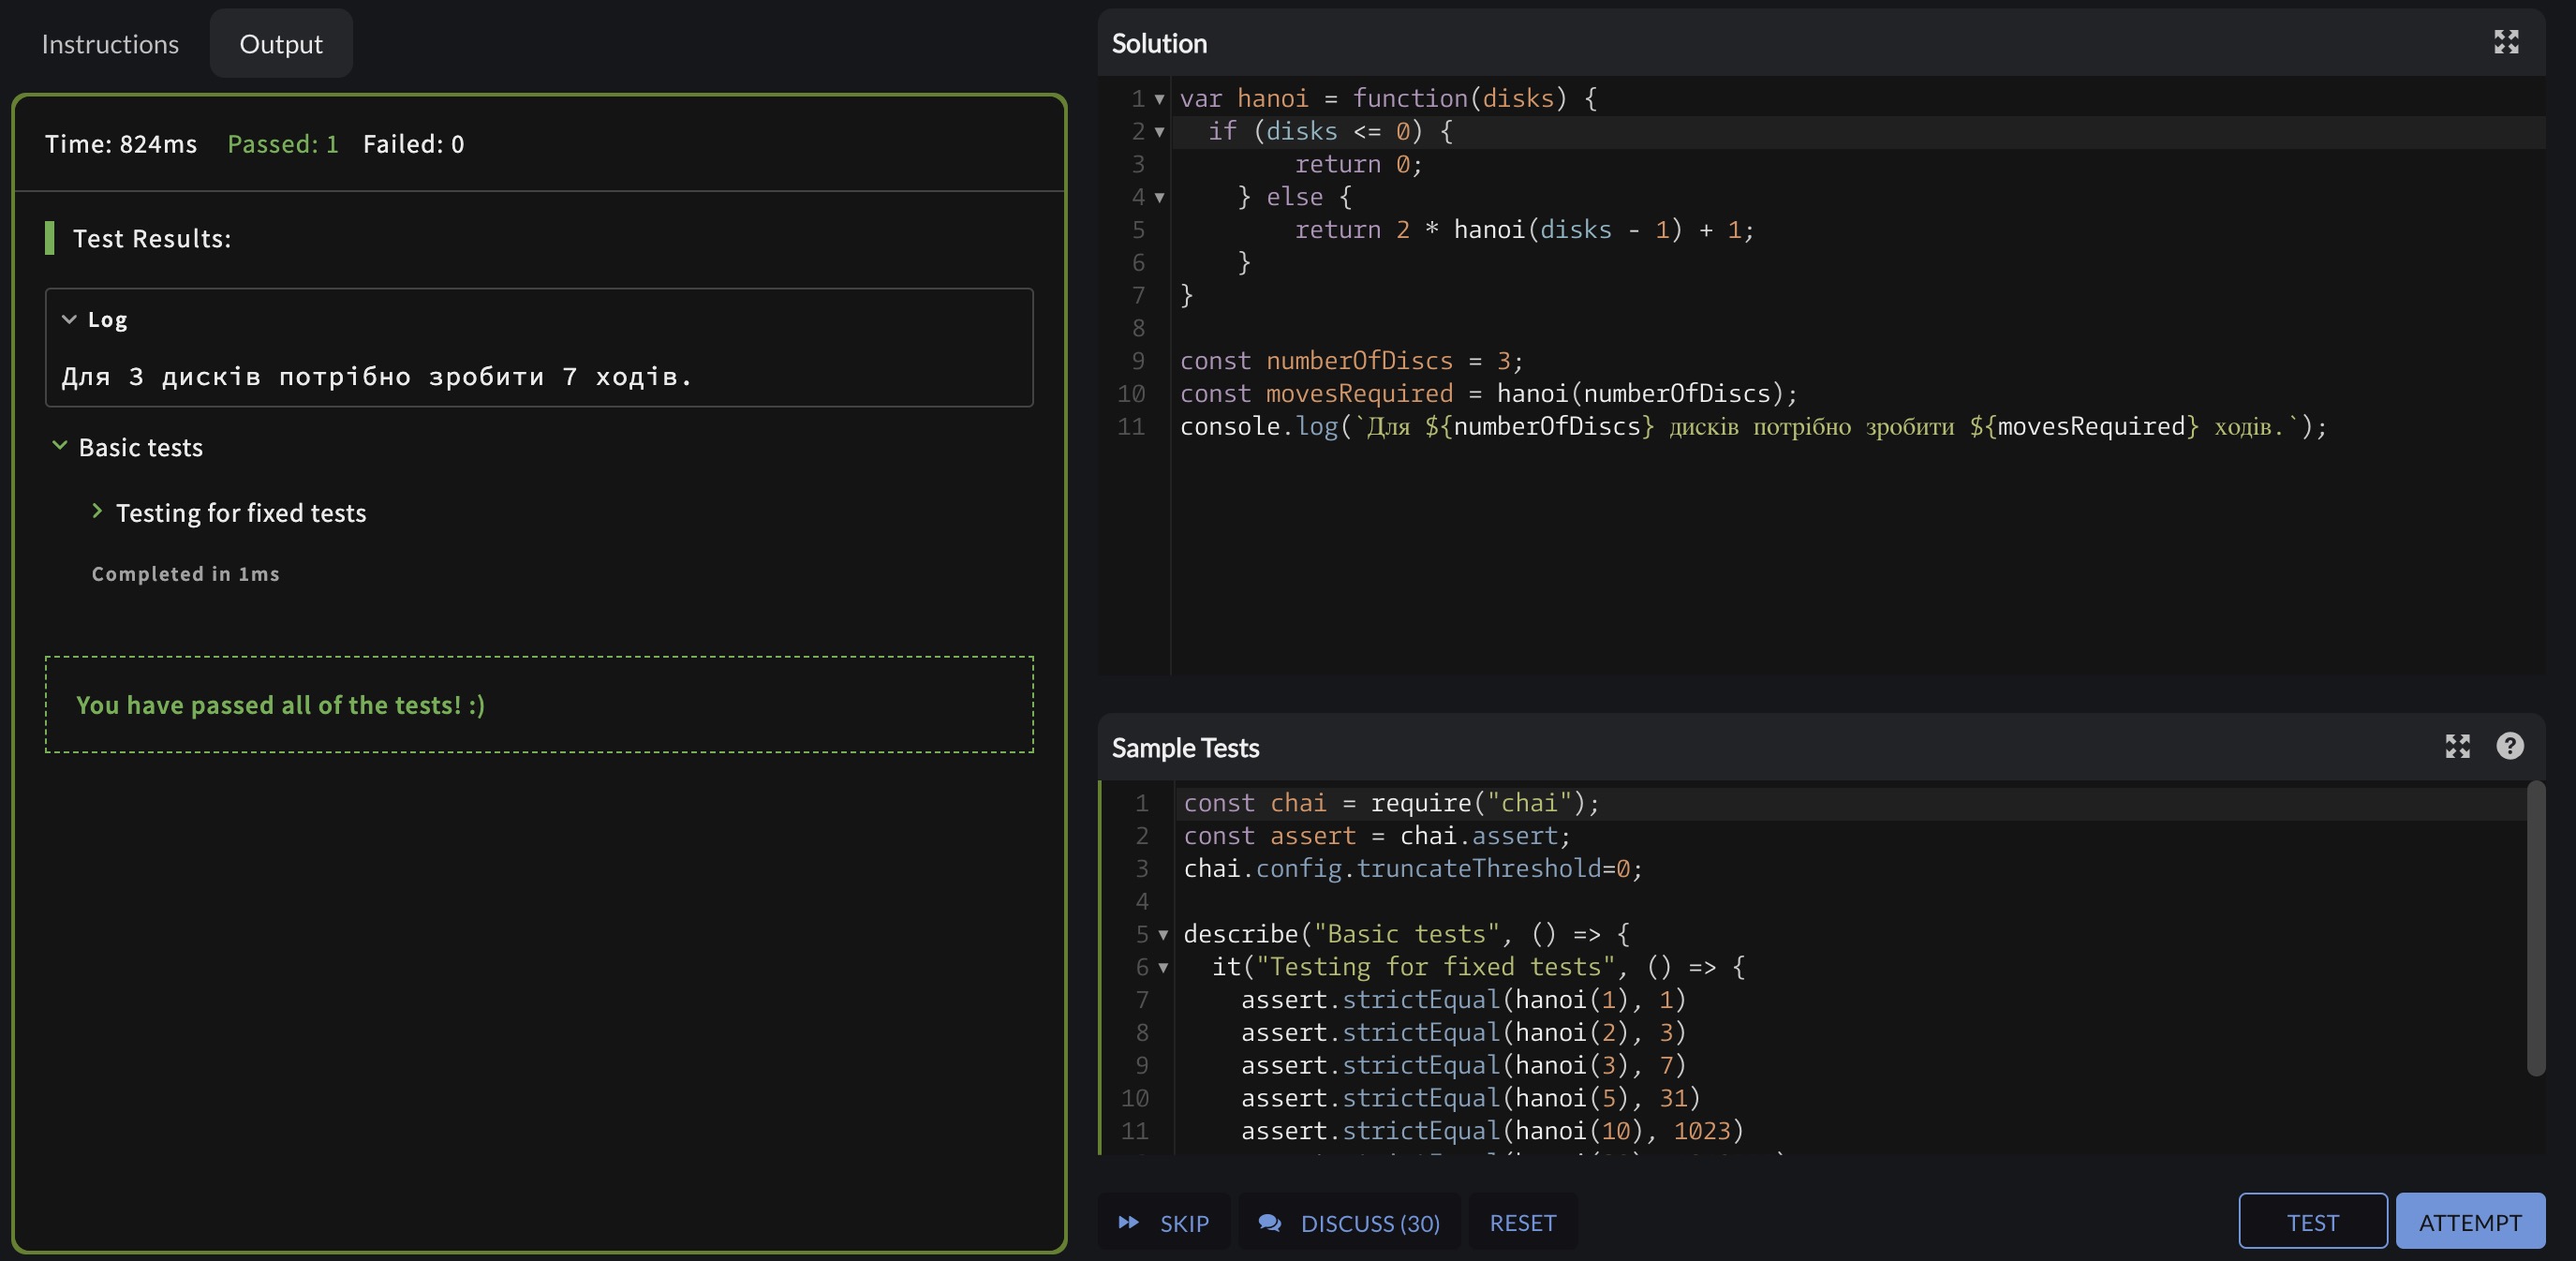 Instructions
Output
Time: 824ms Passed: 1 Failed: 0
Test Results:
Log
Для 3 дисків потрібно зробити 7 ходів.
Basic tests
Testing for fixed tests
Completed in 1ms
You have passed all of the tests! :)
Solution
1 var hanoi = function(disks) {
2 if (disks <= 0) {
3 return 0;
4 } else {
5 return 2 * hanoi(disks - 1) + 1;
6 }
7 }
8
9 const numberOfDiscs = 3;
10 const movesRequired = hanoi(numberOfDiscs);
11 console.log(`Для ${numberOfDiscs} дисків потрібно зробити ${movesRequired} ходів.`);
Sample Tests
1 const chai = require("chai");
2 const assert = chai.assert;
3 chai.config.truncateThreshold=0;
4
5 describe("Basic tests", () => {
6 it("Testing for fixed tests", () => {
7 assert.strictEqual(hanoi(1), 1)
8 assert.strictEqual(hanoi(2), 3)
9 assert.strictEqual(hanoi(3), 7)
10 assert.strictEqual(hanoi(5), 31)
11 assert.strictEqual(hanoi(10), 1023)
SKIP
DISCUSS (30)
RESET
TEST
ATTEMPT